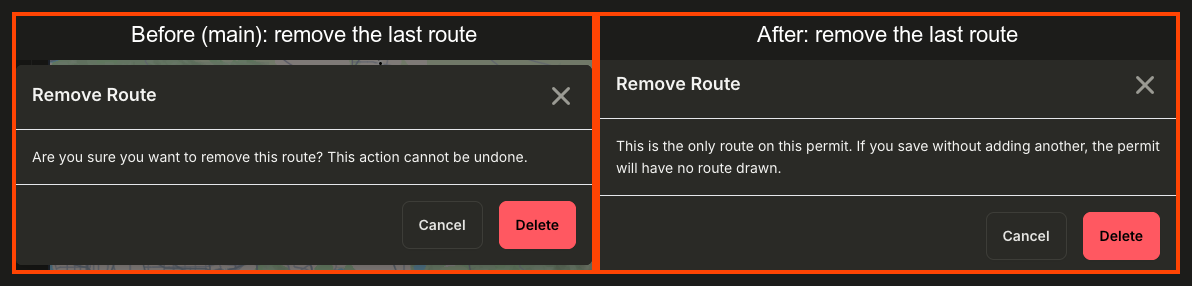 Before (main): remove the last route
Remove Route
Are you sure you want to remove this route? This action cannot be undone.
Cancel
Delete
After: remove the last route
Remove Route
This is the only route on this permit. If you save without adding another, the permit
will have no route drawn.
Cancel
Delete